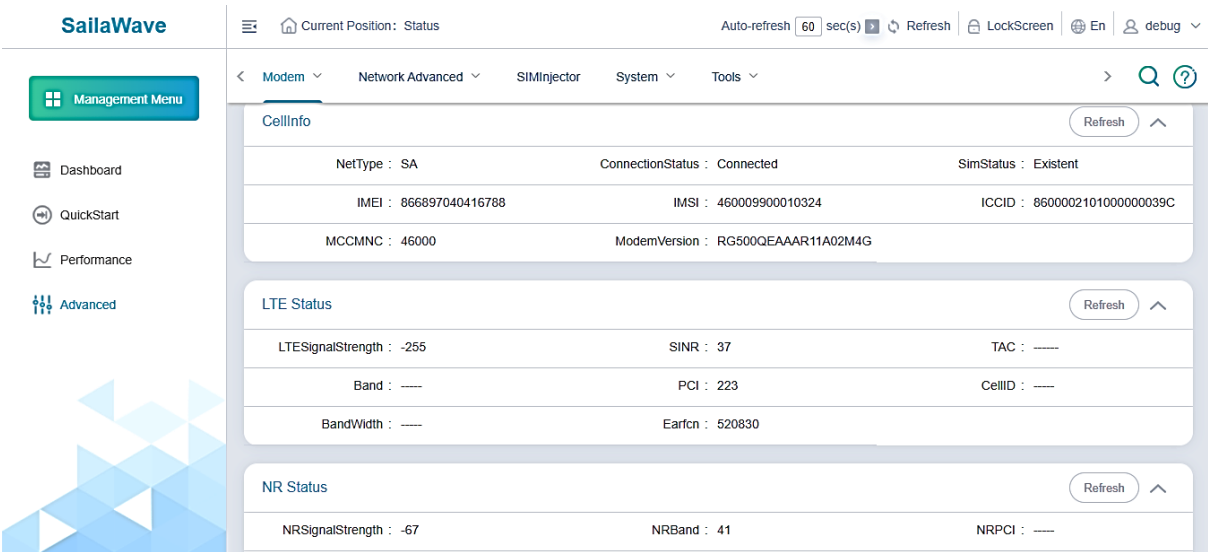 SailaWave
Current Position: Status
Auto-refresh 60 sec(s) Refresh LockScreen En debug
Management Menu
Modem Network Advanced SIMInjector System Tools
Dashboard
QuickStart
Performance
Advanced
CellInfo Refresh
NetType : SA ConnectionStatus : Connected SimStatus : Existent
IMEI : 866897040416788 IMSI : 460009900010324 ICCID : 8600002101000000039C
MCCMNC : 46000 ModemVersion : RG500QEAAAR11A02M4G
LTE Status Refresh
LTESignalStrength : -255 SINR : 37 TAC : ------
Band : ----- PCI : 223 CellID : -----
BandWidth : ----- Earfcn : 520830
NR Status Refresh
NRSignalStrength : -67 NRBand : 41 NRPCI : -----